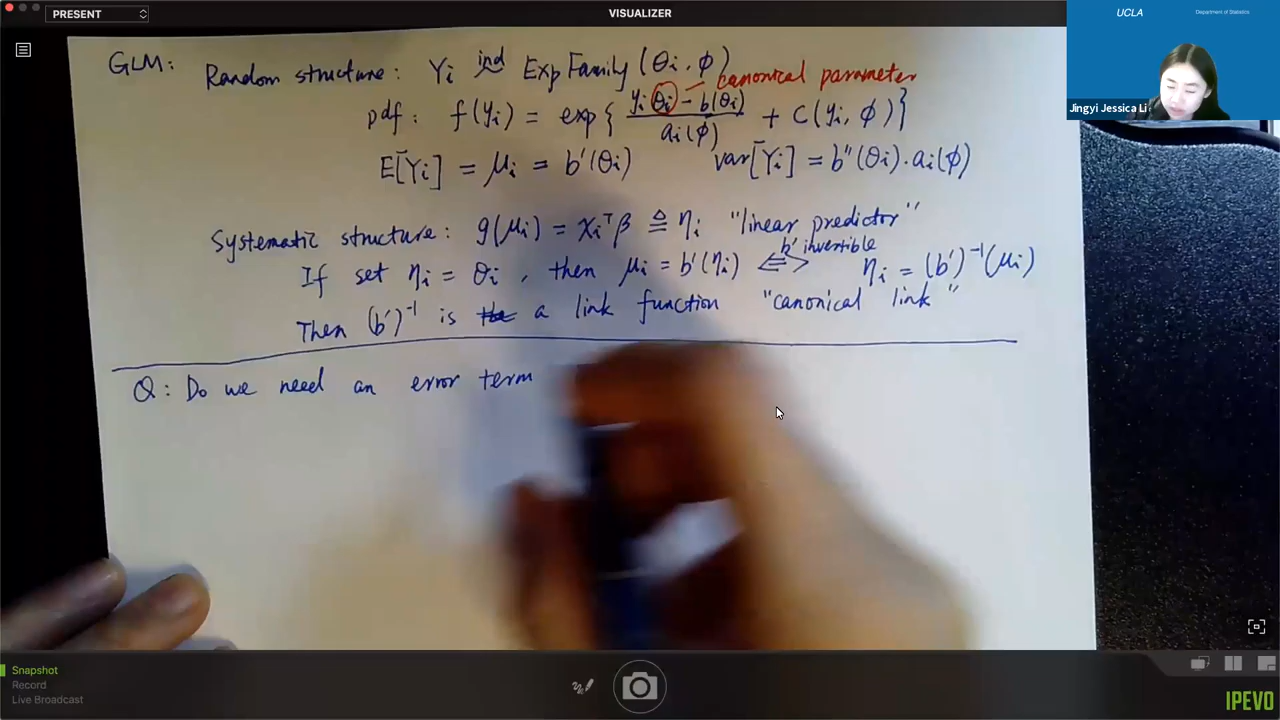 PRESENT
VISUALIZER
UCLA
Department of Statistics
Jingyi Jessica Li
GLM: Random structure: Yi ind ExpFamily (θi, φ)
canonical parameter
pdf: f(yi) = exp{ (yi θi - b(θi)) / ai(φ) + C(yi, φ) }
E[Yi] = μi = b'(θi) var[Yi] = b''(θi)·ai(φ)
Systematic structure: g(μi) = xiᵀβ ≜ ηi "linear predictor"
If set ηi = θi, then μi = b'(ηi) <=> b' invertible ηi = (b')⁻¹(μi)
Then (b')⁻¹ is a link function "canonical link"
Q: Do we need an error term
Snapshot
Record
Live Broadcast
IPEVO